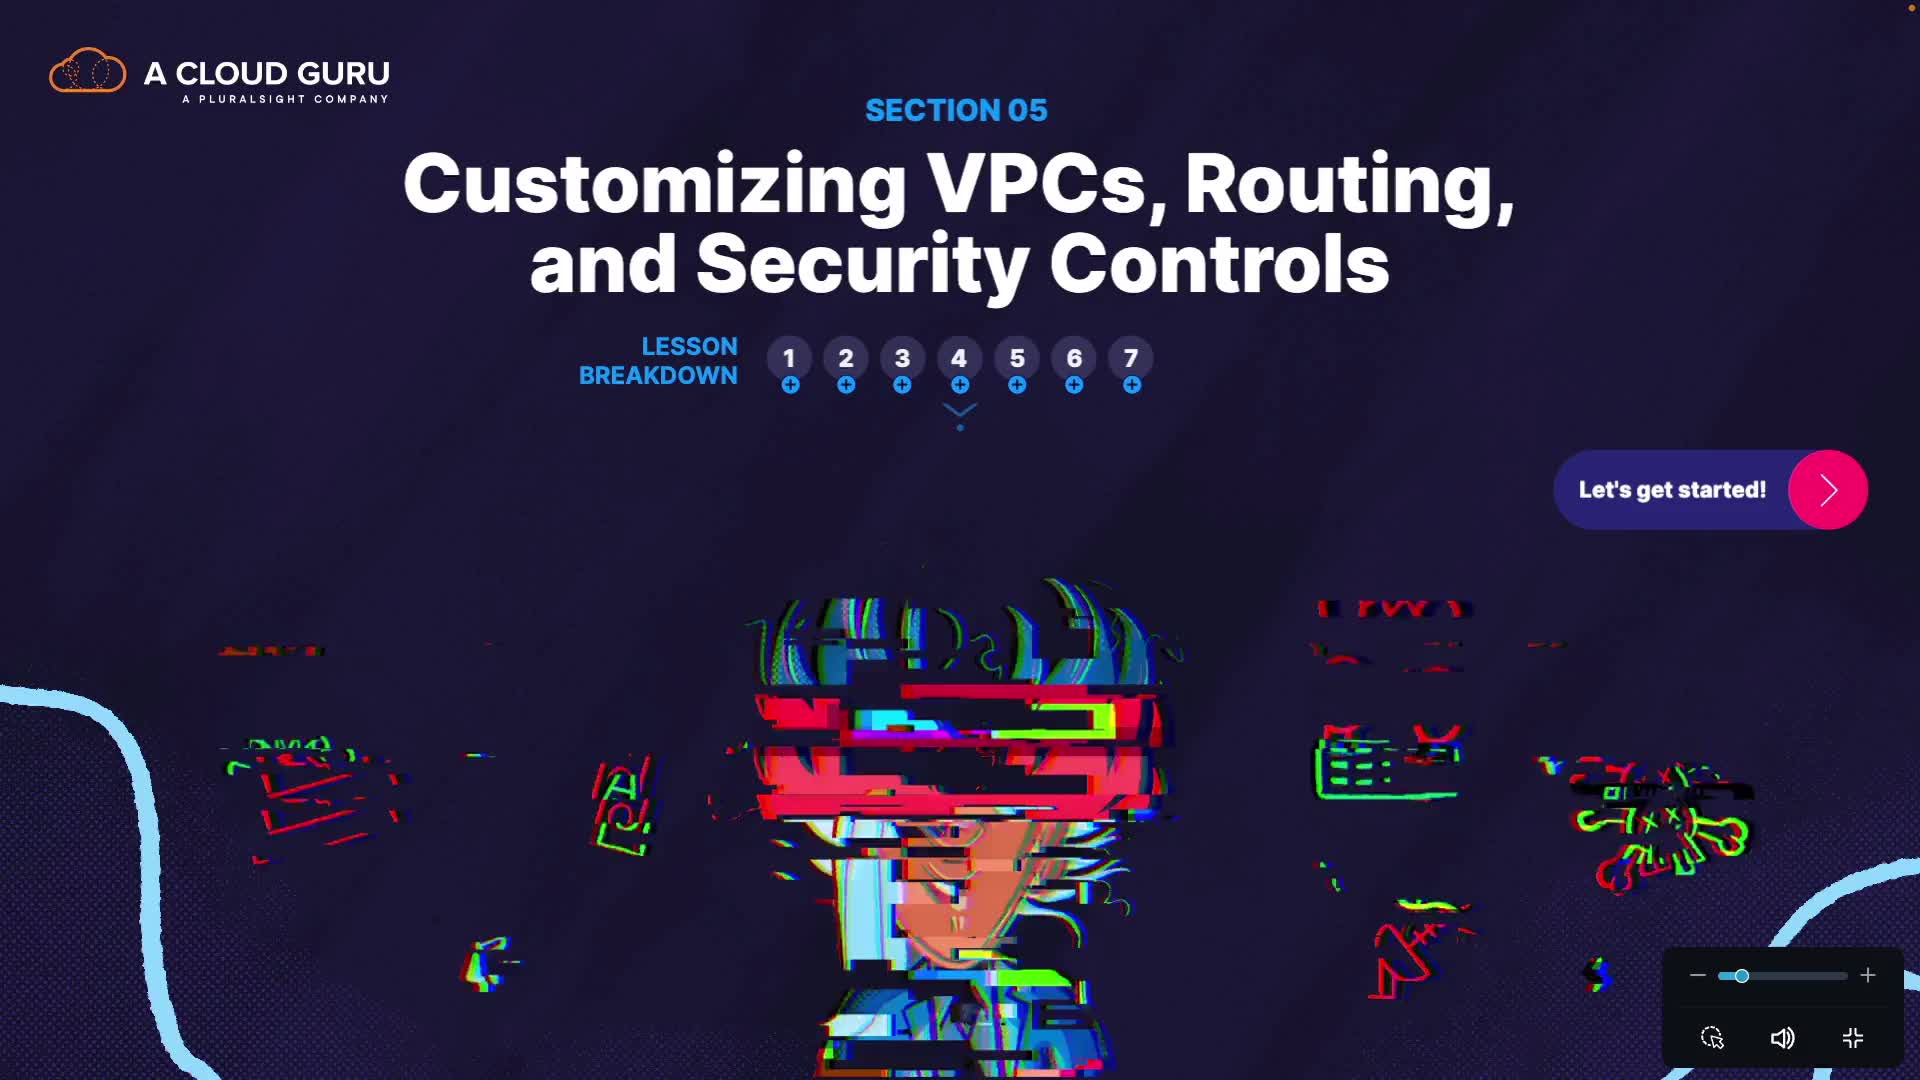 A CLOUD GURU
A PLURALSIGHT COMPANY
SECTION 05
Customizing VPCs, Routing,
and Security Controls
LESSON
BREAKDOWN
1 2 3 4 5 6 7
Let's get started!